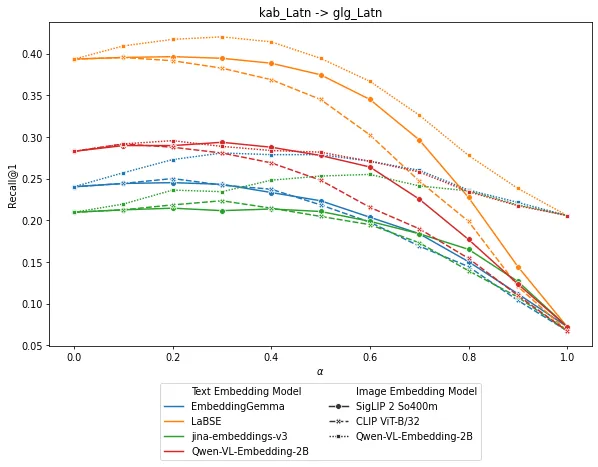 kab_Latn -> glg_Latn
Recall@1
0.40
0.35
0.30
0.25
0.20
0.15
0.10
0.05
0.0 0.2 0.4 0.6 0.8 1.0
α
Text Embedding Model Image Embedding Model
EmbeddingGemma SigLIP 2 So400m
LaBSE CLIP ViT-B/32
jina-embeddings-v3 Qwen-VL-Embedding-2B
Qwen-VL-Embedding-2B